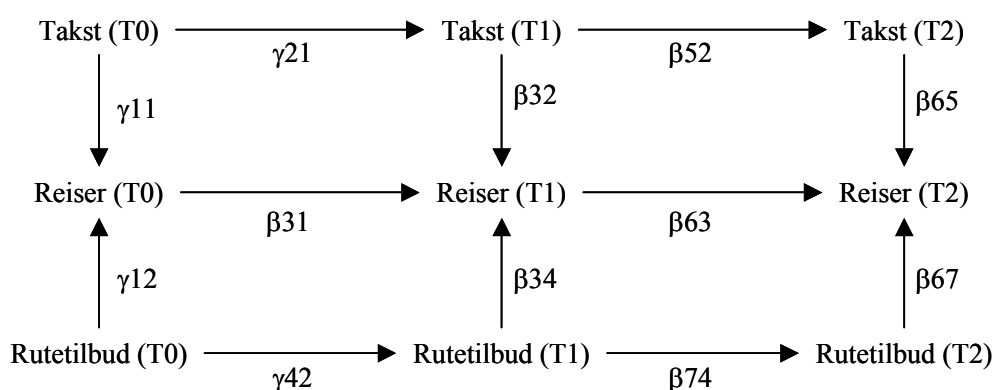 Takst (T0) Takst (T1) Takst (T2)
γ21 β52
γ11 β32 β65
Reiser (T0) Reiser (T1) Reiser (T2)
β31 β63
γ12 β34 β67
Rutetilbud (T0) Rutetilbud (T1) Rutetilbud (T2)
γ42 β74